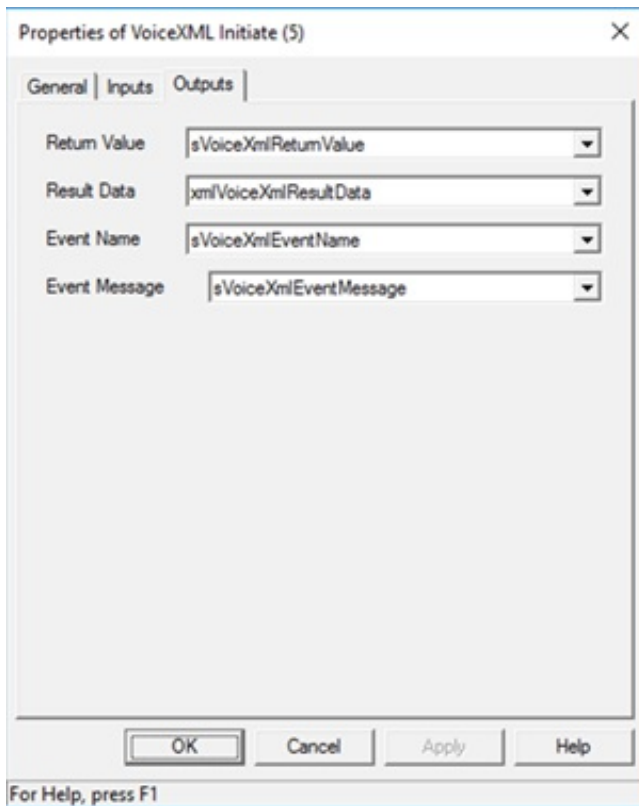 Properties of VoiceXML Initiate (5)
General Inputs Outputs
Return Value sVoiceXmlReturnValue
Result Data xmlVoiceXmlResultData
Event Name sVoiceXmlEventName
Event Message sVoiceXmlEventMessage
OK Cancel Apply Help
For Help, press F1